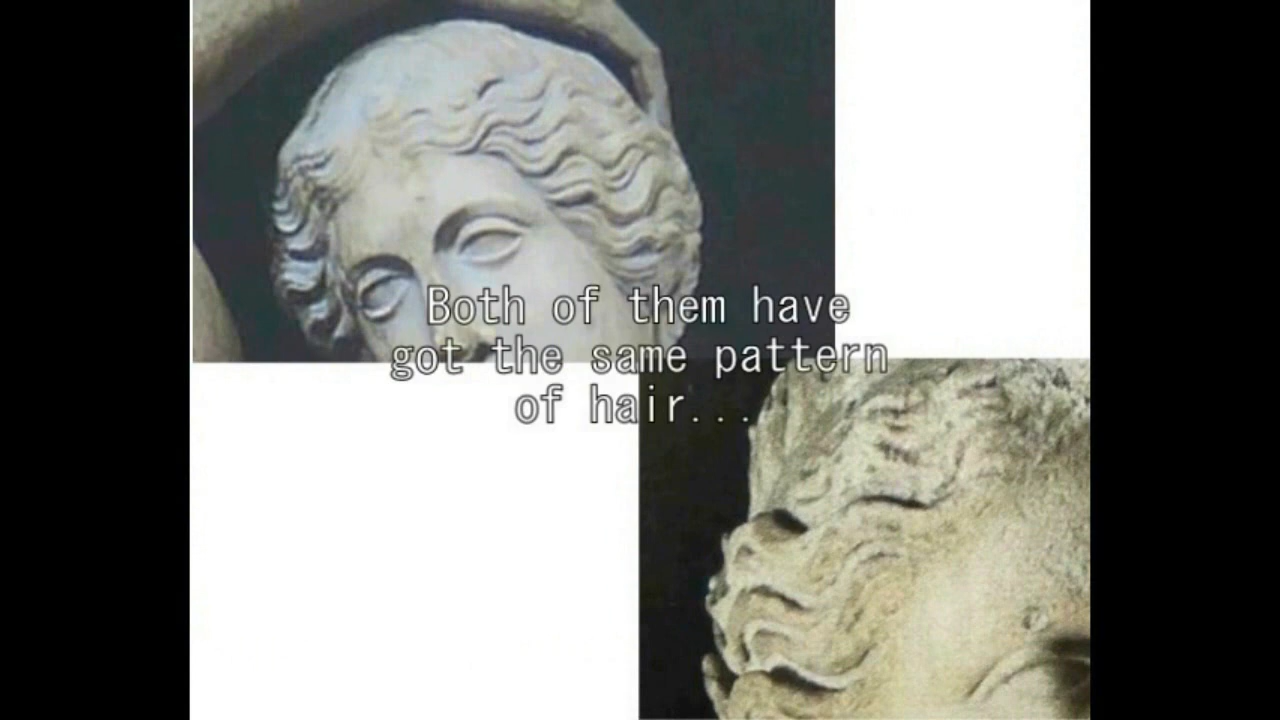 Both of them have
got the same pattern
of hair...